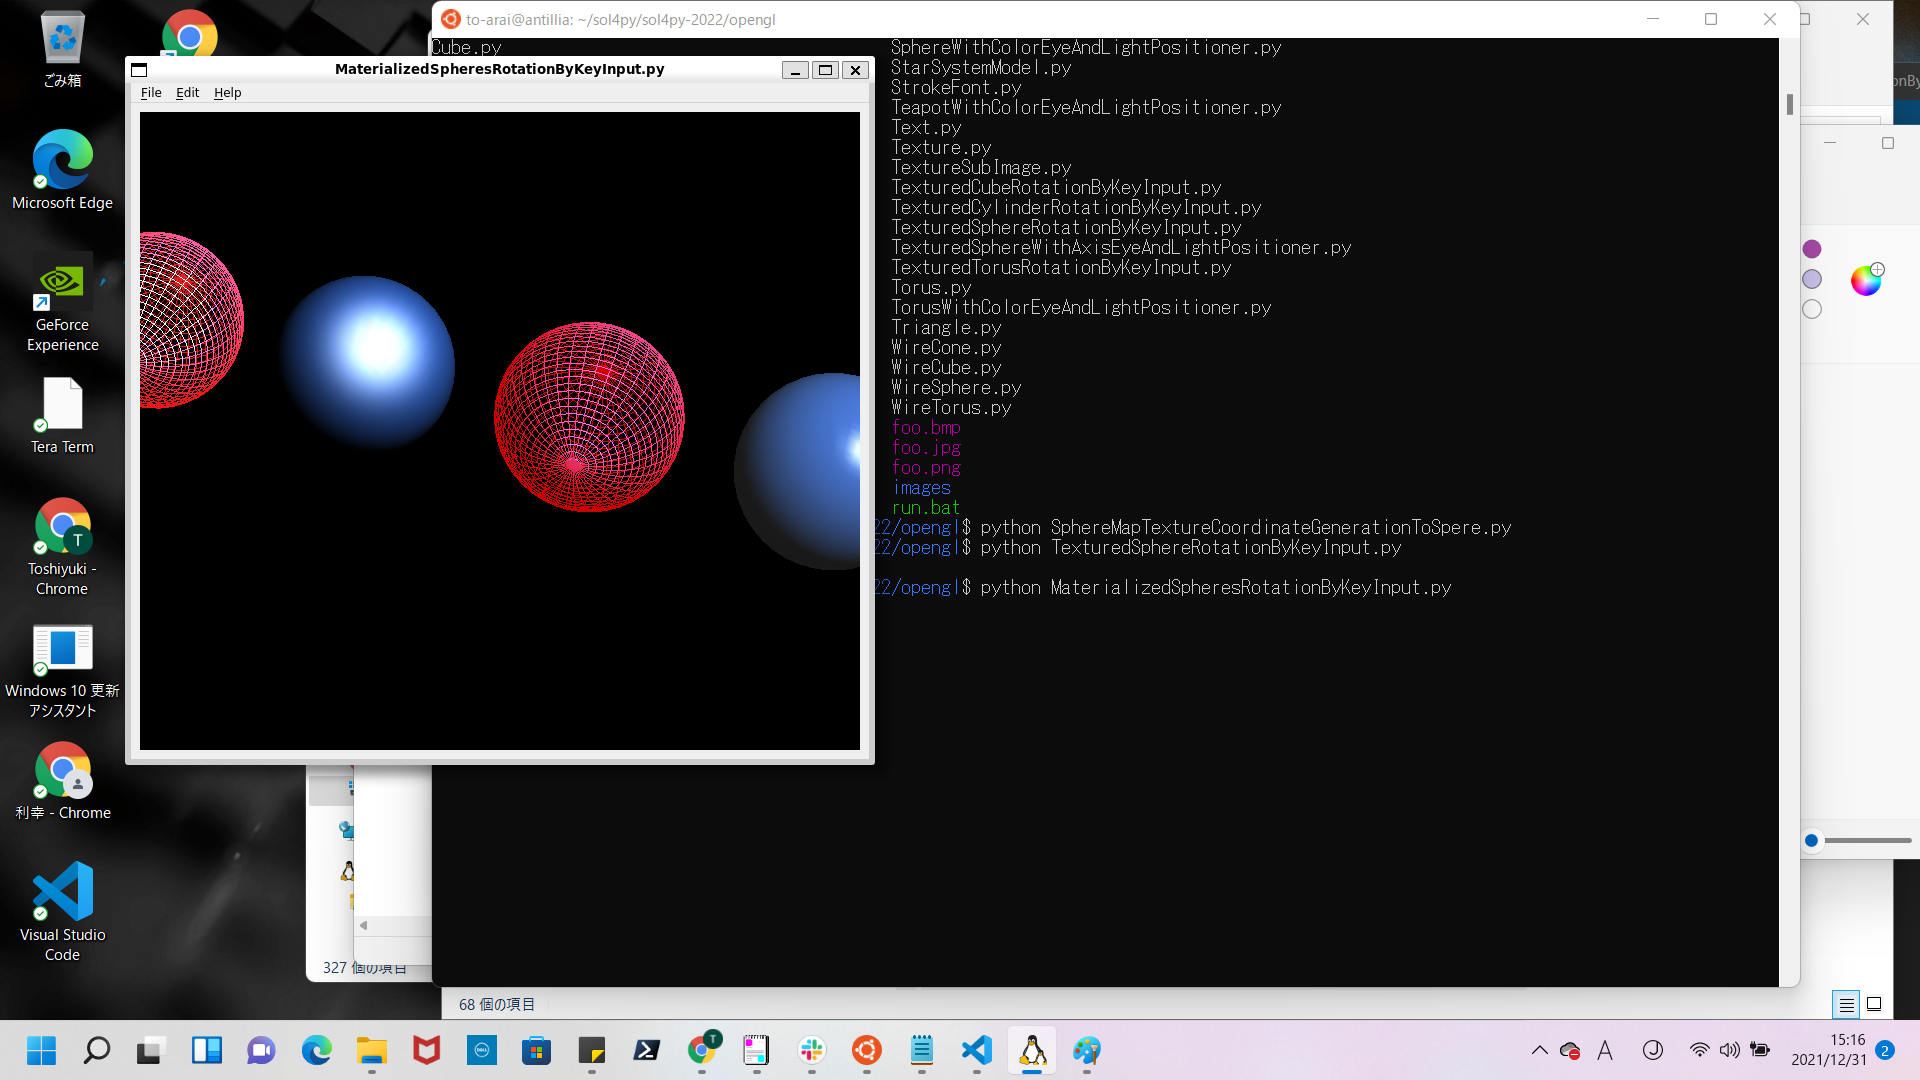 ごみ箱
Microsoft Edge
GeForce
Experience
Tera Term
Toshiyuki -
Chrome
Windows 10 更新
アシスタント
利幸 - Chrome
Visual Studio
Code
to-arai@antillia: ~/sol4py/sol4py-2022/opengl
Cube.py
MaterializedSpheresRotationByKeyInput.py
File Edit Help
SphereWithColorEyeAndLightPositioner.py
StarSystemModel.py
StrokeFont.py
TeapotWithColorEyeAndLightPositioner.py
Text.py
Texture.py
TextureSubImage.py
TexturedCubeRotationByKeyInput.py
TexturedCylinderRotationByKeyInput.py
TexturedSphereRotationByKeyInput.py
TexturedSphereWithAxisEyeAndLightPositioner.py
TexturedTorusRotationByKeyInput.py
Torus.py
TorusWithColorEyeAndLightPositioner.py
Triangle.py
WireCone.py
WireCube.py
WireSphere.py
WireTorus.py
foo.bmp
foo.jpg
foo.png
images
run.bat
22/opengl$ python SphereMapTextureCoordinateGenerationToSpere.py
22/opengl$ python TexturedSphereRotationByKeyInput.py
22/opengl$ python MaterializedSpheresRotationByKeyInput.py
327 個の項目
68 個の項目
15:16
2021/12/31
2